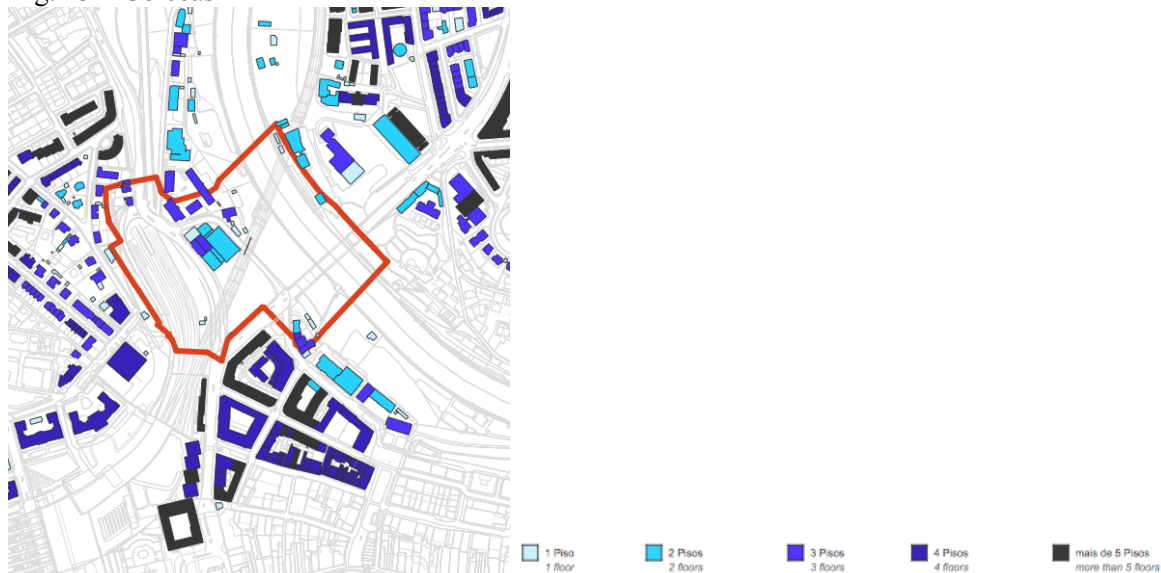 1 Piso
1 floor
2 Pisos
2 floors
3 Pisos
3 floors
4 Pisos
4 floors
mais de 5 Pisos
more than 5 floors